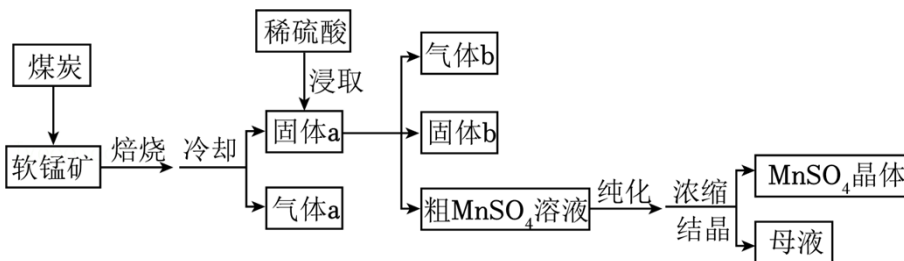 稀硫酸
气体b
煤炭
浸取
固体a
固体b
软锰矿
焙烧
冷却
MnSO₄晶体
气体a
粗MnSO₄溶液
纯化
浓缩
结晶
母液